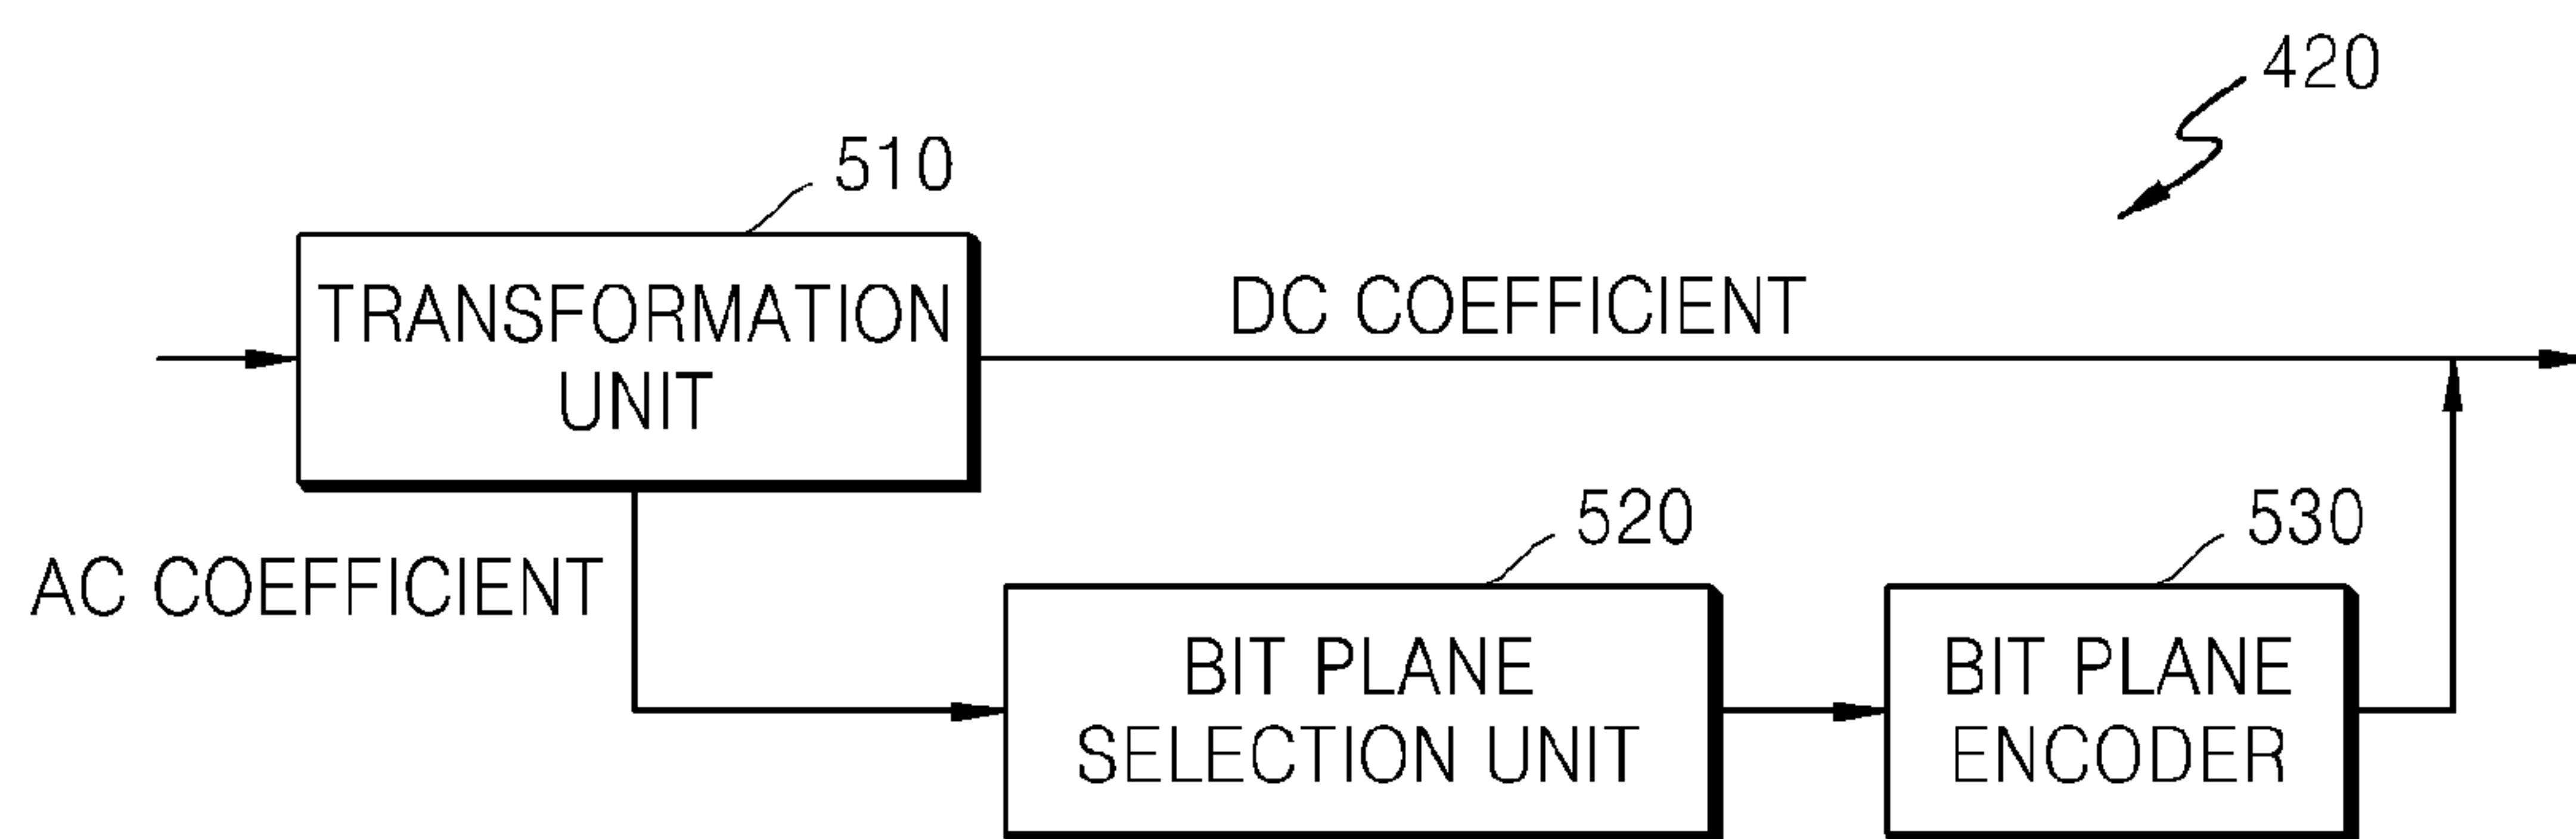 420
510
TRANSFORMATION
UNIT
DC COEFFICIENT
AC COEFFICIENT
520
530
BIT PLANE
SELECTION UNIT
BIT PLANE
ENCODER